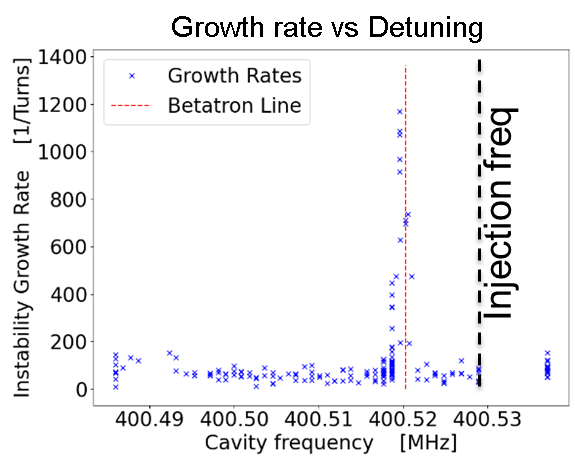 Growth rate vs Detuning
1400
1200
1000
800
600
400
200
0
Instability Growth Rate [1/Turns]
Growth Rates
Betatron Line
Injection freq
400.49 400.50 400.51 400.52 400.53
Cavity frequency [MHz]